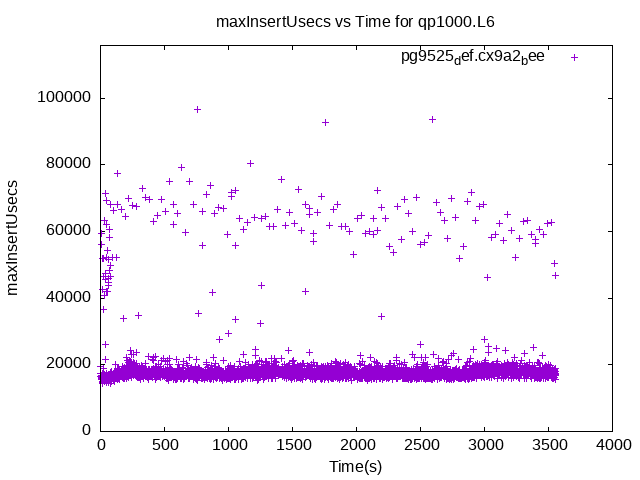 maxInsertUsecs vs Time for qp1000.L6
pg9525def.cx9a2bee
100000
80000
60000
40000
20000
0
maxInsertUsecs
0 500 1000 1500 2000 2500 3000 3500 4000
Time(s)